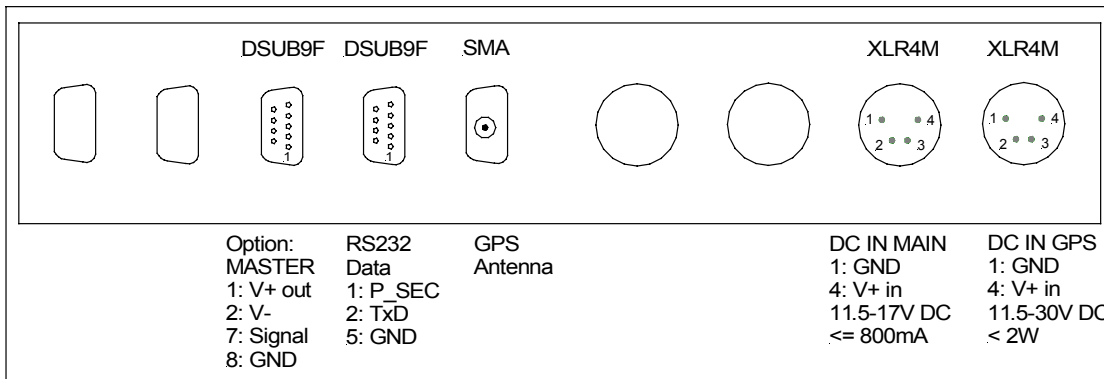 DSUB9F DSUB9F SMA XLR4M XLR4M
1 1 1 4 2 3 1 4 2 3
Option:
MASTER
1: V+ out
2: V-
7: Signal
8: GND
RS232
Data
1: P_SEC
2: TxD
5: GND
GPS
Antenna
DC IN MAIN
1: GND
4: V+ in
11.5-17V DC
<= 800mA
DC IN GPS
1: GND
4: V+ in
11.5-30V DC
< 2W